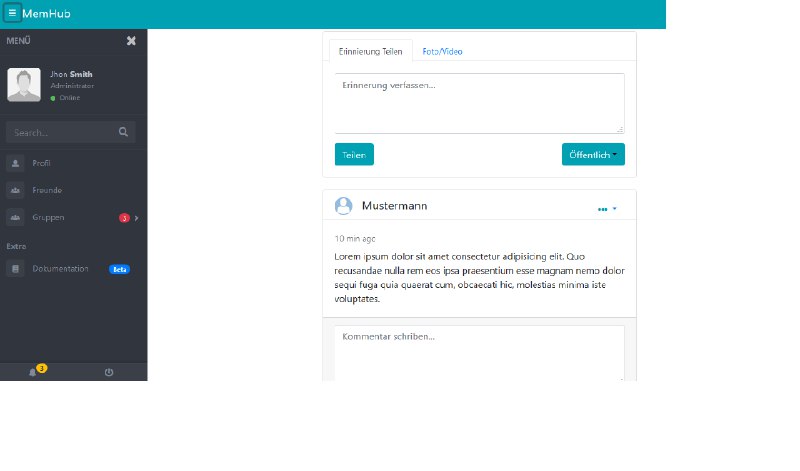 MemHub
MENÜ
Jhon Smith
Administrator
Online
Search...
Profil
Freunde
Gruppen 3
Extra
Dokumentation Beta
3
Erinnierung Teilen Foto/Video
Erinnerung verfassen...
Teilen Öffentlich
Mustermann
10 min ago
Lorem ipsum dolor sit amet consectetur adipisicing elit. Quo
recusandae nulla rem eos ipsa praesentium esse magnam nemo dolor
sequi fuga quia quaerat cum, obcaecati hic, molestias minima iste
voluptates.
Kommentar schriben...